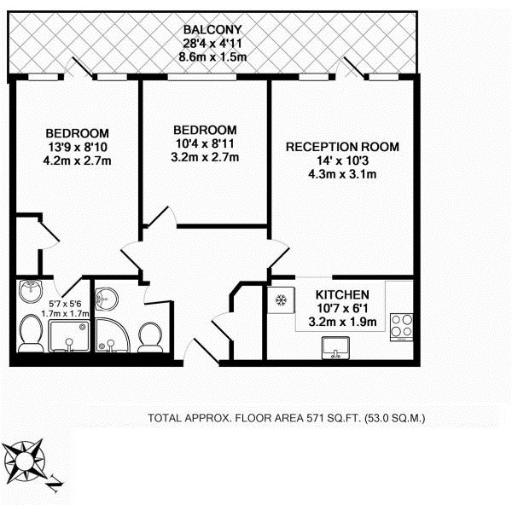 BALCONY
28'4 x 4'11
8.6m x 1.5m
BEDROOM
13'9 x 8'10
4.2m x 2.7m
BEDROOM
10'4 x 8'11
3.2m x 2.7m
RECEPTION ROOM
14' x 10'3
4.3m x 3.1m
5'7 x 5'6
1.7m x 1.7m
KITCHEN
10'7 x 6'1
3.2m x 1.9m
TOTAL APPROX. FLOOR AREA 571 SQ.FT. (53.0 SQ.M.)
N